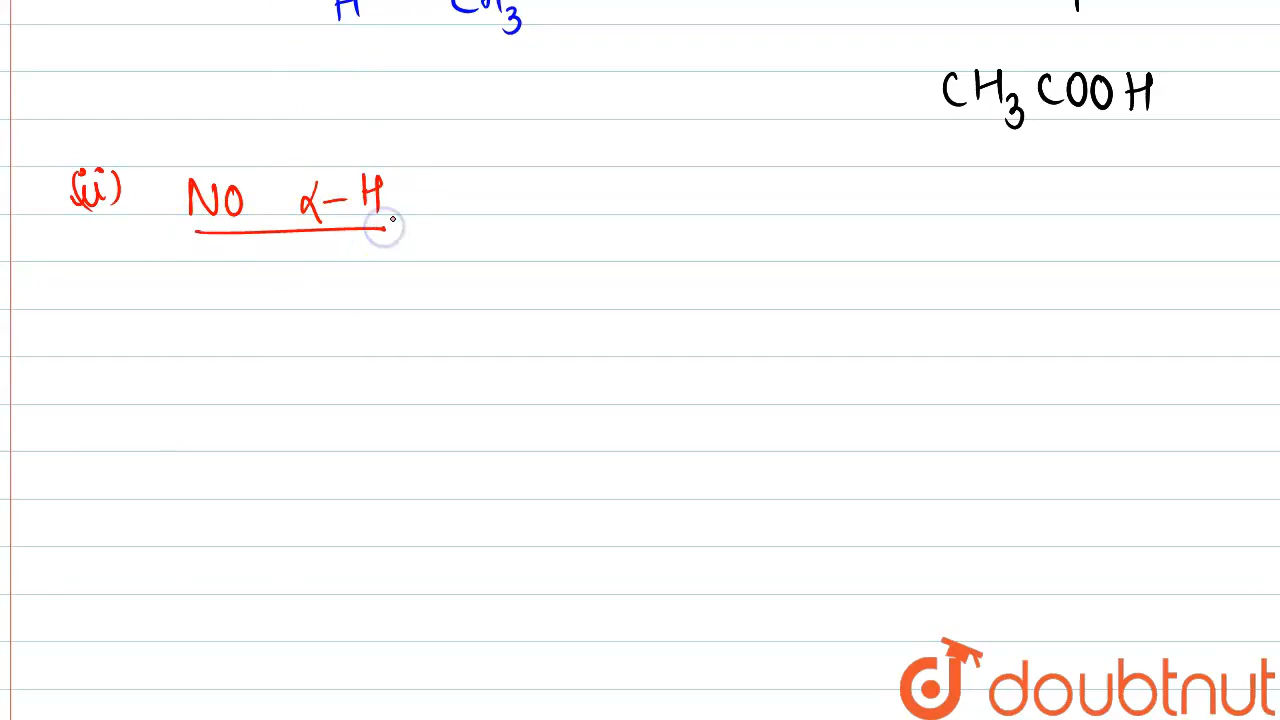 H CH3
CH3COOH
(ii) NO α-H
doubtnut